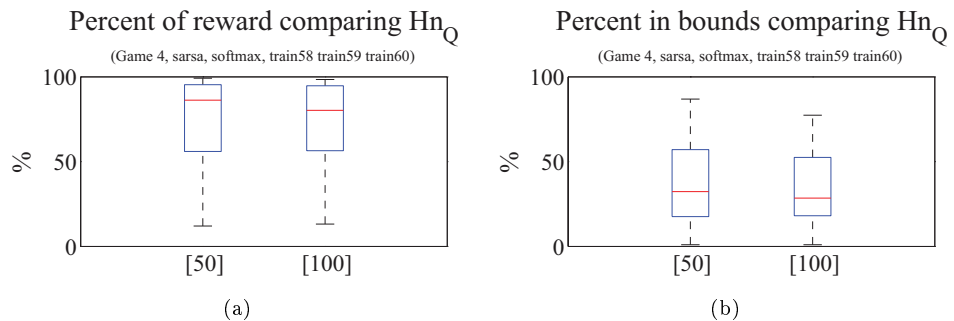 Percent of reward comparing Hn_Q
(Game 4, sarsa, softmax, train58 train59 train60)
100
%
50
0
[50] [100]
(a)
Percent in bounds comparing Hn_Q
(Game 4, sarsa, softmax, train58 train59 train60)
100
%
50
0
[50] [100]
(b)